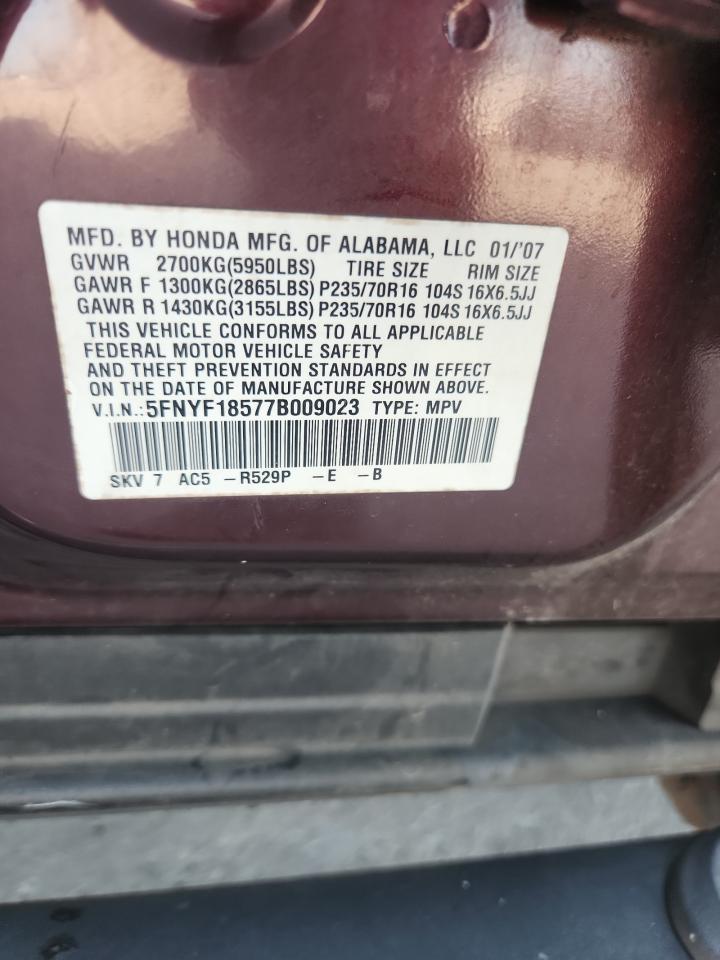 MFD. BY HONDA MFG. OF ALABAMA, LLC 01/'07
GVWR 2700KG(5950LBS) TIRE SIZE RIM SIZE
GAWR F 1300KG(2865LBS) P235/70R16 104S 16X6.5JJ
GAWR R 1430KG(3155LBS) P235/70R16 104S 16X6.5JJ
THIS VEHICLE CONFORMS TO ALL APPLICABLE
FEDERAL MOTOR VEHICLE SAFETY
AND THEFT PREVENTION STANDARDS IN EFFECT
ON THE DATE OF MANUFACTURE SHOWN ABOVE.
V.I.N.:5FNYF18577B009023 TYPE: MPV
SKV 7 AC5 -R529P -E -B